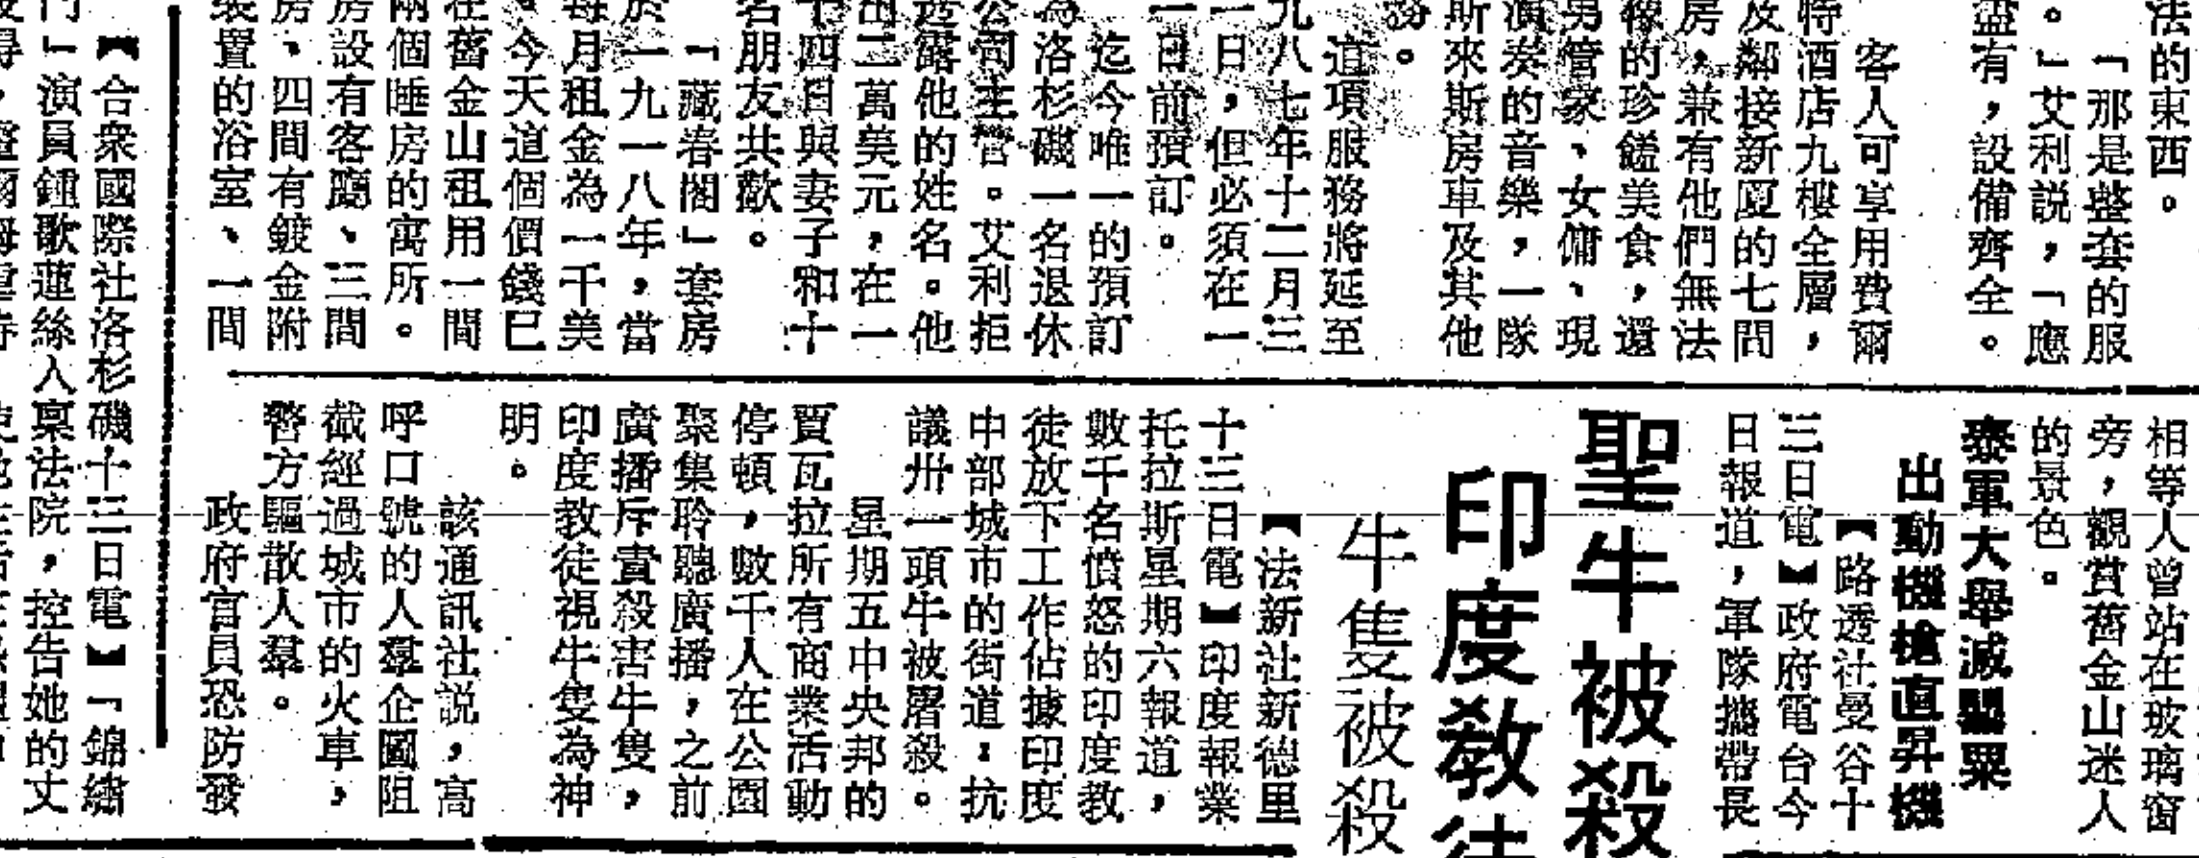 法的東西。
「那是整套的服
。」艾利説,「應
盡有,設備齊全。
客人可享用費爾
特酒店九樓全層,
及鄰接新厦的七間
房,兼有他們無法
像的珍饈美食,還
男管家、女傭、現
演奏的音樂,一隊
斯來斯房車及其他
務。
這項服務將延至
九八七年十二月三
一日,但必須在一
一日前預訂。
迄今唯一的預訂
為洛杉磯一名退休
公司主管。艾利拒
透露他的姓名。他
出二萬美元,在一
十四日與妻子和十
名朋友共歡。
「藏春閣」套房
於一九一八年,當
每月租金為一千美
、今天這個價錢巳
在舊金山租用一間
兩個睡房的寓所。
房設有客廳、三間
房、四間有鍍金附
裝置的浴室、一間
相等人曾站在玻璃窗
旁,觀賞舊金山迷人
的景色。
泰軍大舉滅罌粟
出動機槍直昇機
【路透社曼谷十
三日電】政府電台今
日報道,軍隊攜帶長
聖牛被殺
印度教徒
牛隻被殺
【法新社新德里
十三日電】印度報業
托拉斯星期六報道,
數千名憤怒的印度教
徒放下工作佔據印度
中部城市的街道:抗
議卅一頭牛被屠殺。
星期五中央邦的
賈瓦拉所有商業活動
停頓,數千人在公園
聚集聆聽廣播,之前
廣播斥責殺害牛隻,
印度教徒視牛隻為神
明。
該通訊社説,高
呼口號的人羣企圖阻
截經過城市的火車,
警方驅散人羣。
政府官員恐防發
【合衆國際社洛杉磯十三日電】「錦繡
門」演員鍾歌蓮絲入稟法院,控告她的丈